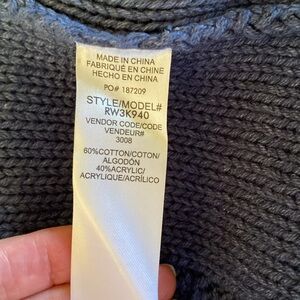 MADE IN CHINA
FABRIQUÉ EN CHINE
HECHO EN CHINA
PO# 187209
STYLE/MODEL#
RW3K940
VENDOR CODE/CODE
VENDEUR#
3008
60%COTTON/COTON/
ALGODÓN
40%ACRYLIC/
ACRYLIQUE/ACRÍLICO